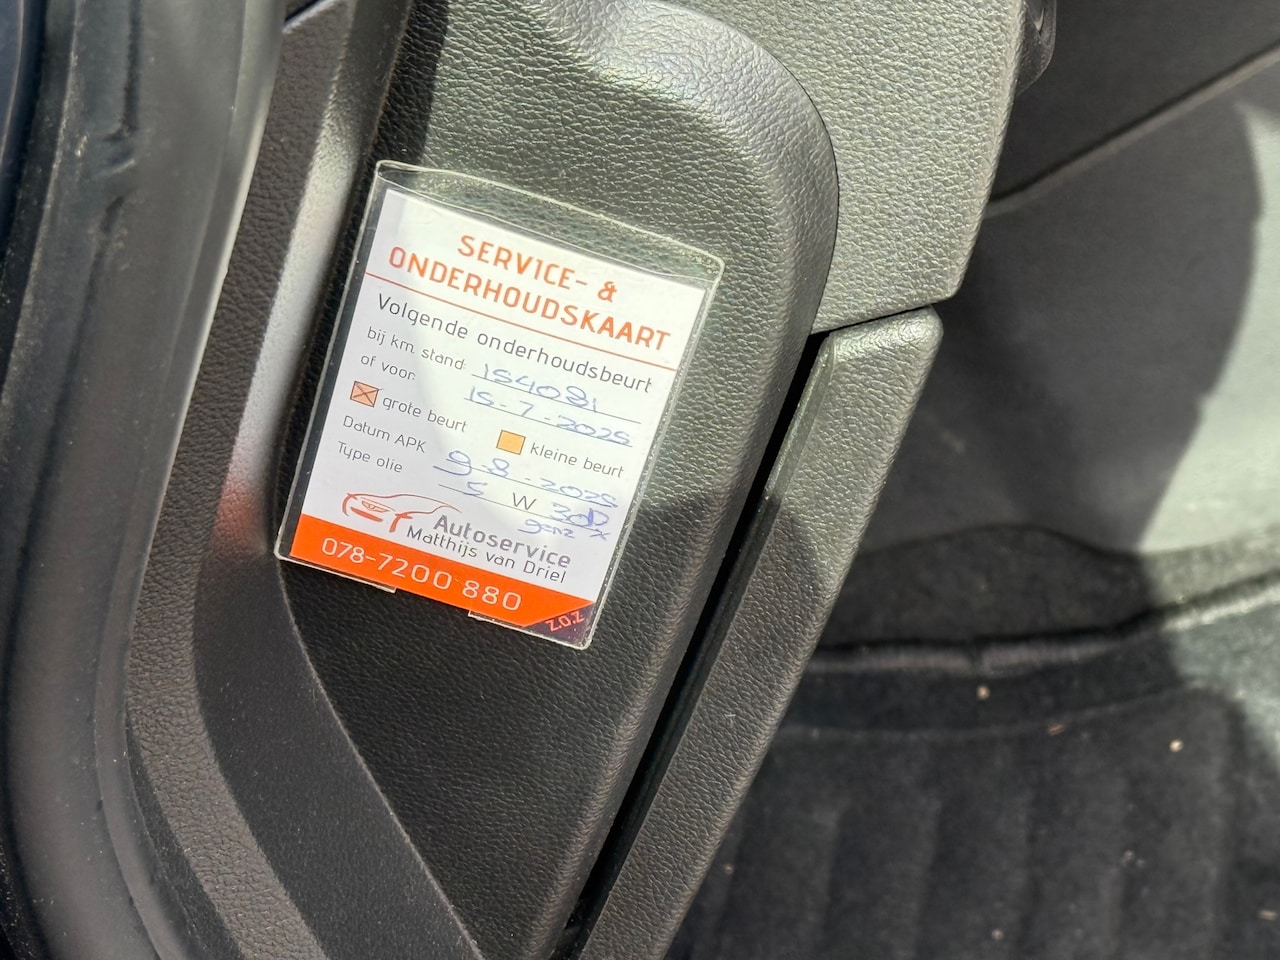 SERVICE- &
ONDERHOUDSKAART
Volgende onderhoudsbeurt
bij km. stand: 154081
of voor: 15-7-2025
grote beurt kleine beurt
Datum APK 9-8-2025
Type olie 5 W 30
Autoservice
Matthijs van Driel
078-7200 880
Z.O.Z